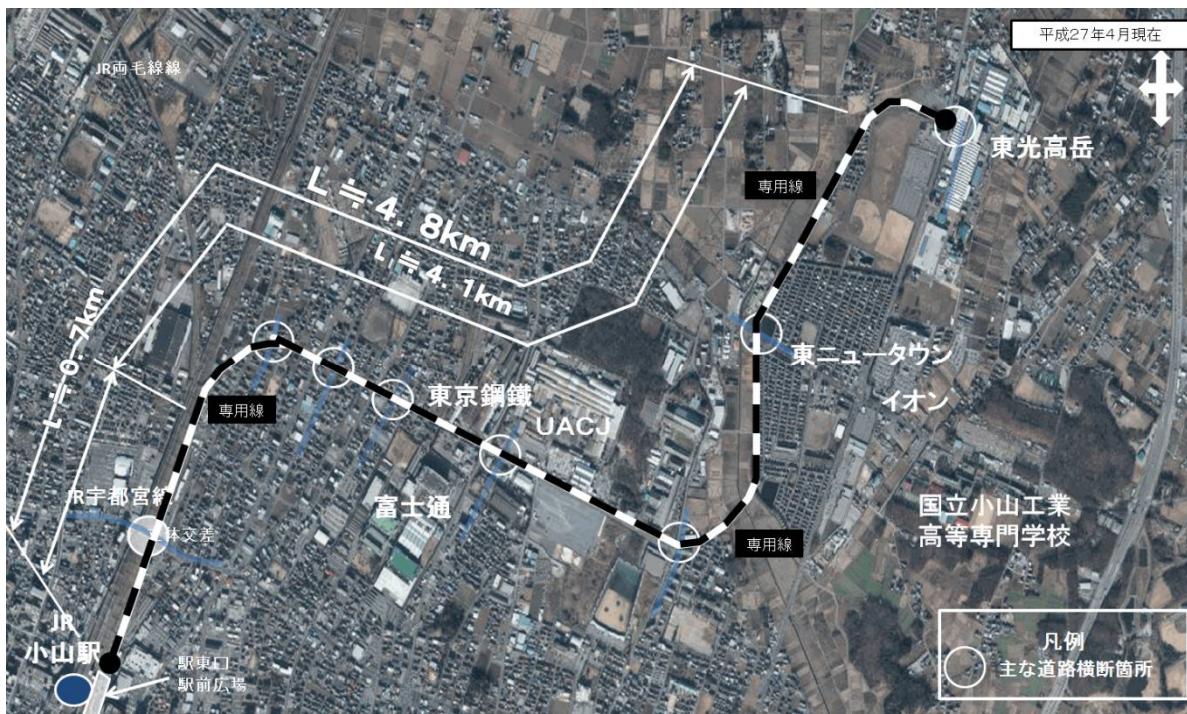 平成27年4月現在
JR両毛線線
東光高岳
専用線
L≒4.8km
L≒4.1km
L≒0.7km
東ニュータウン
イオン
東京鋼鐵
専用線
UACJ
JR宇都宮線
富士通
国立小山工業
高等専門学校
体交差
専用線
JR
小山駅
駅東口
駅前広場
凡例
主な道路横断箇所